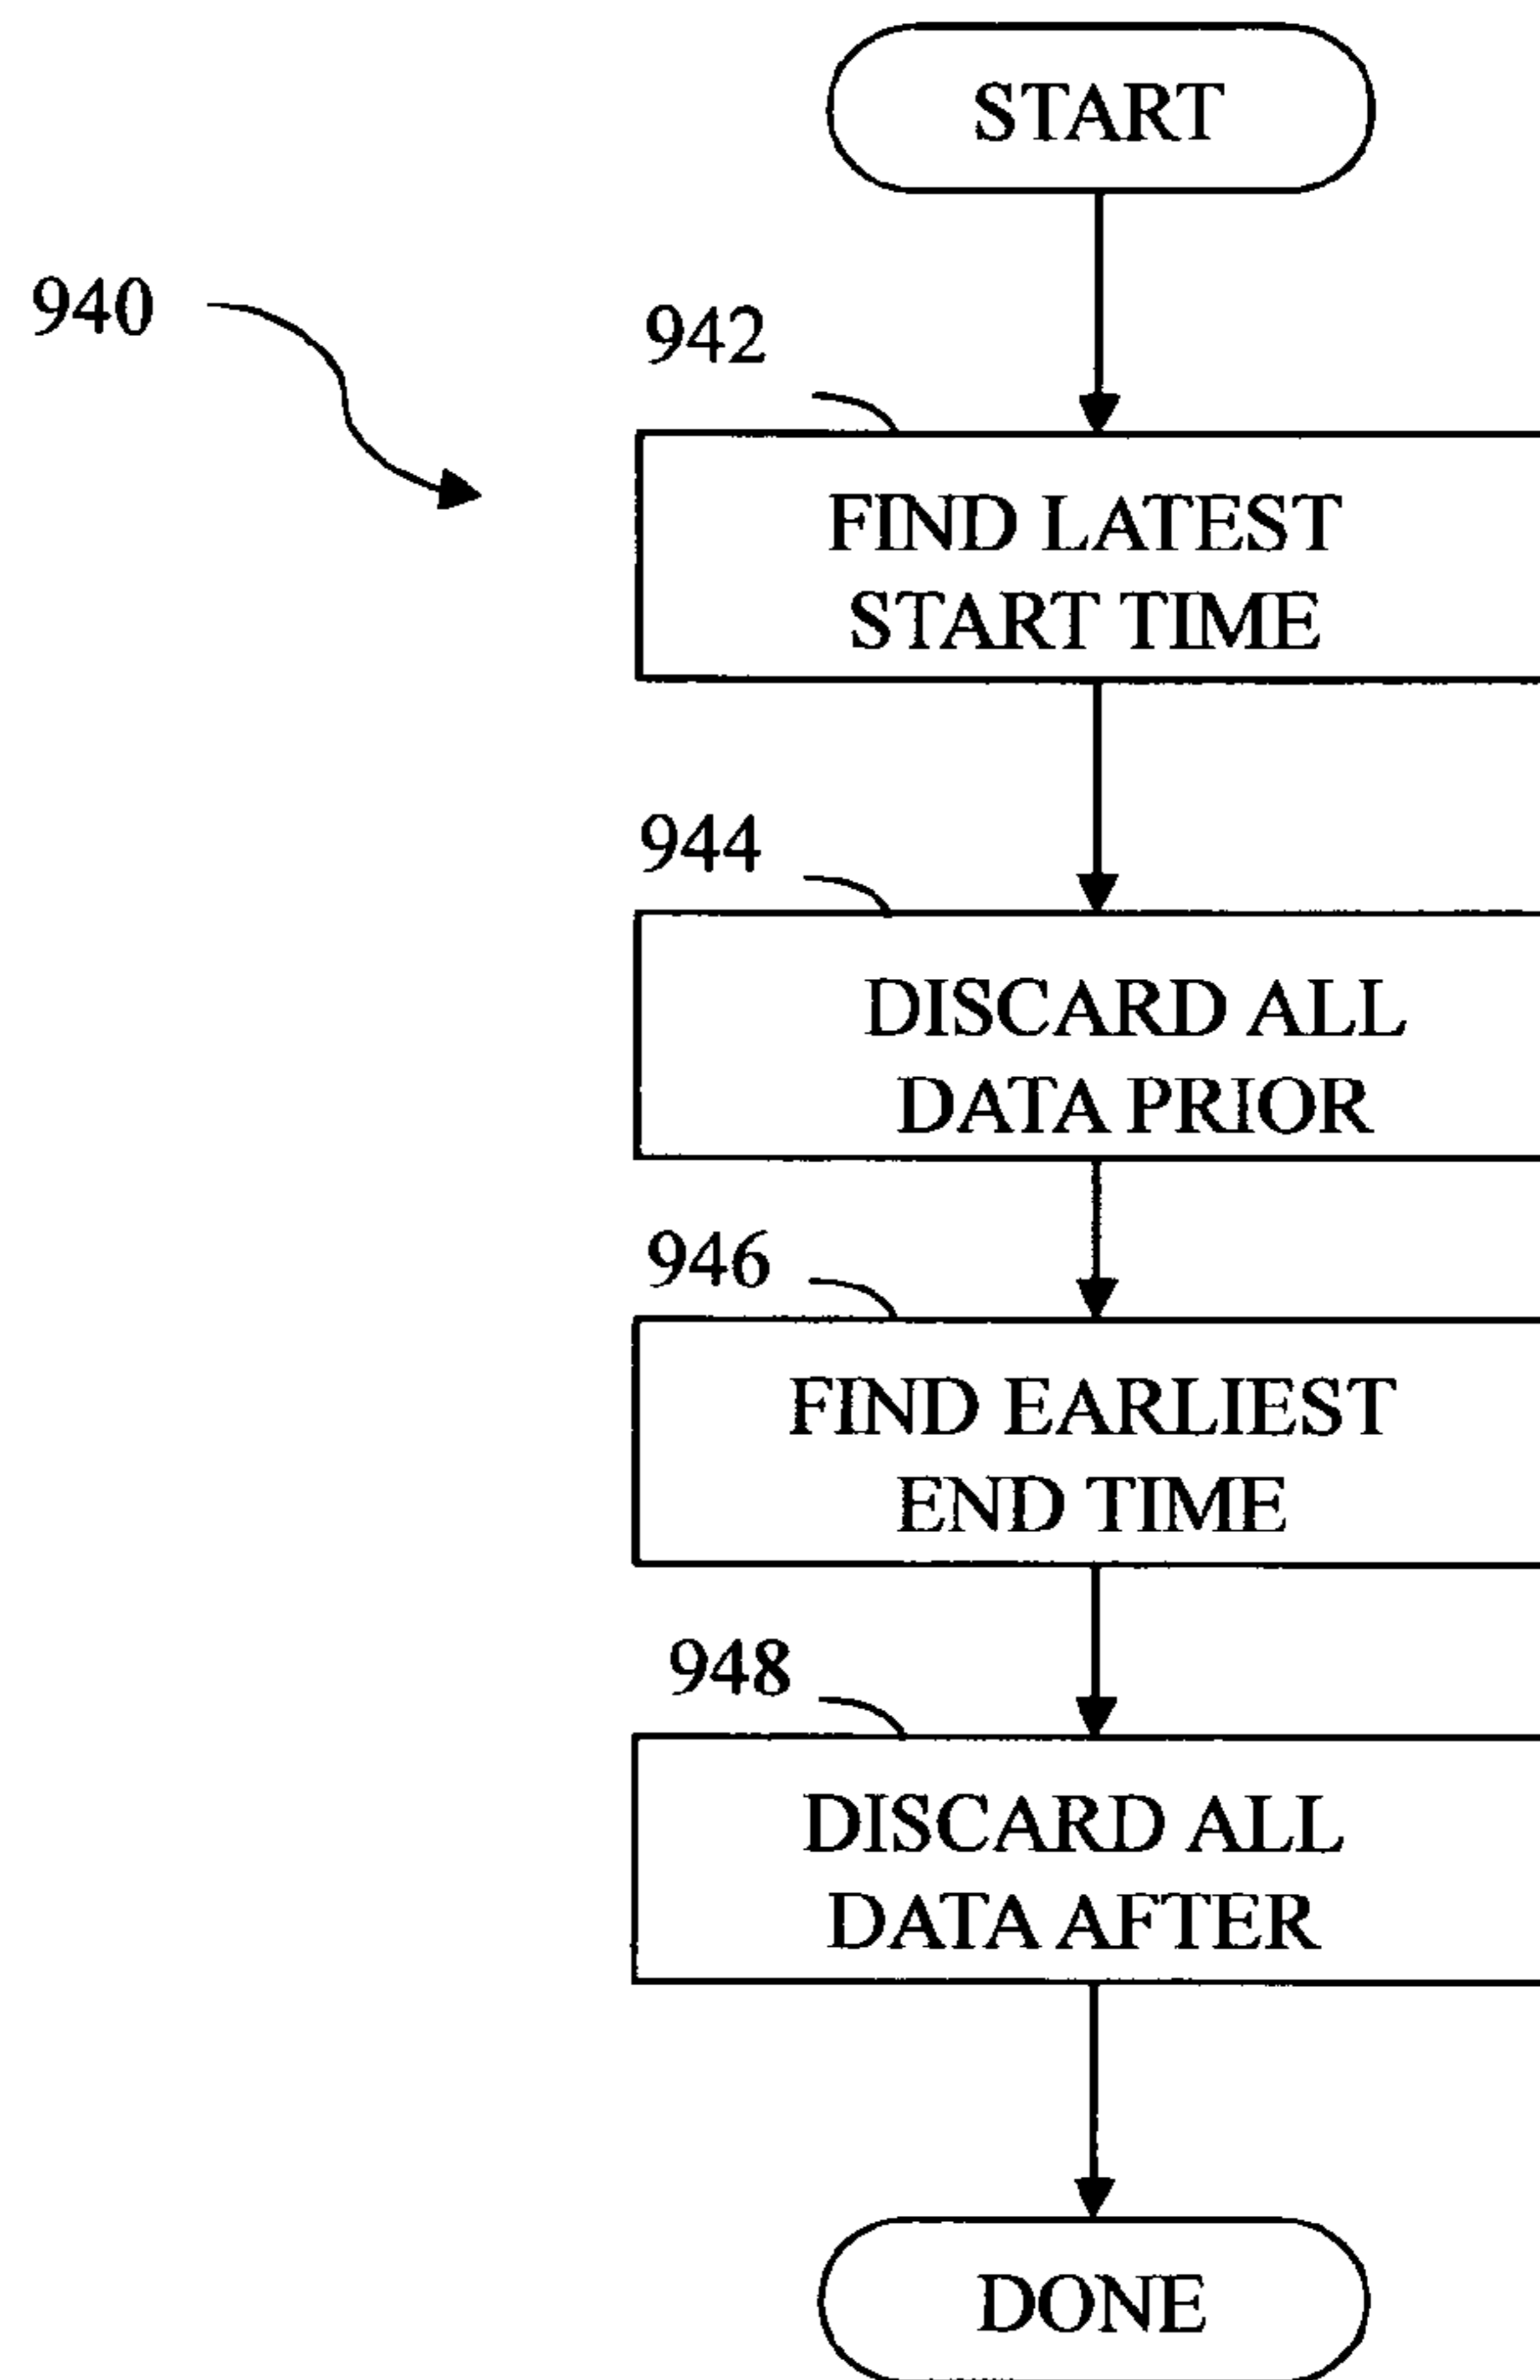 START
940
942
FIND LATEST
START TIME
944
DISCARD ALL
DATA PRIOR
946
FIND EARLIEST
END TIME
948
DISCARD ALL
DATA AFTER
DONE